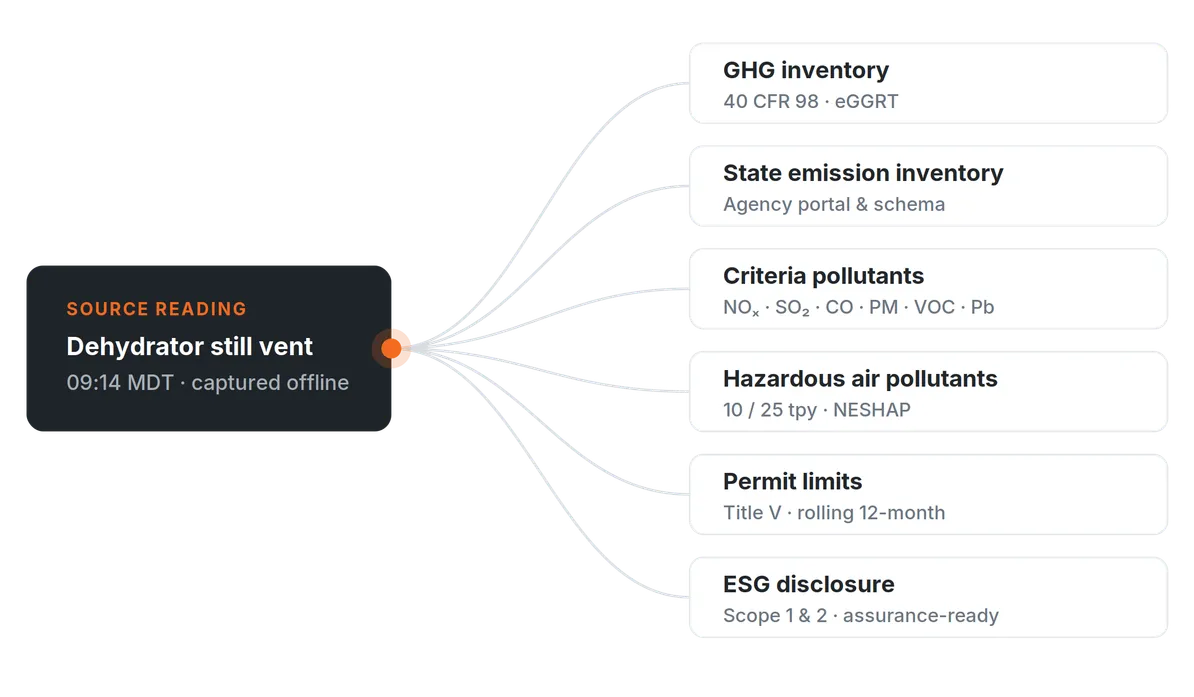 SOURCE READING
Dehydrator still vent
09:14 MDT · captured offline
GHG inventory
40 CFR 98 · eGGRT
State emission inventory
Agency portal & schema
Criteria pollutants
NOₓ · SO₂ · CO · PM · VOC · Pb
Hazardous air pollutants
10 / 25 tpy · NESHAP
Permit limits
Title V · rolling 12-month
ESG disclosure
Scope 1 & 2 · assurance-ready